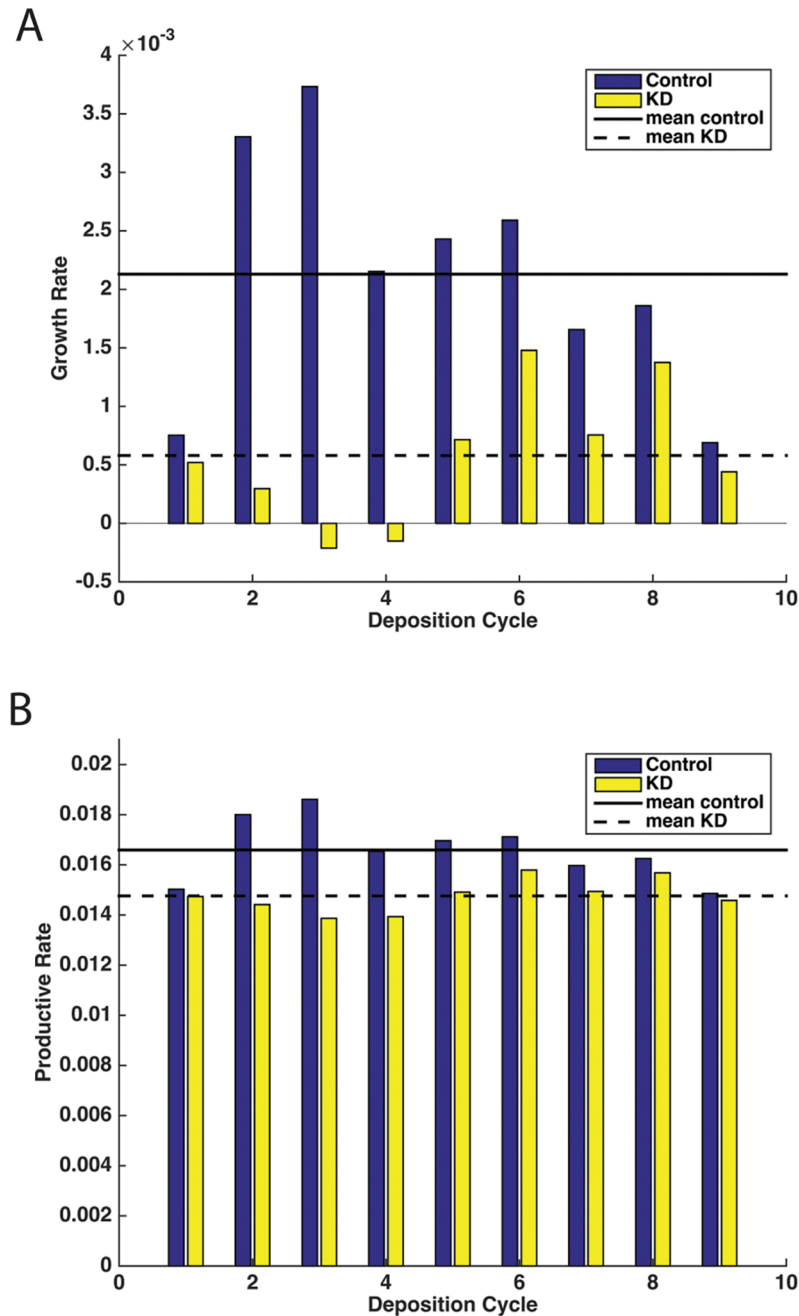 A
×10-3
4
3.5
3
2.5
2
1.5
1
0.5
0
-0.5
Growth Rate
Control
KD
mean control
mean KD
0 2 4 6 8 10
Deposition Cycle
B
0.02
0.018
0.016
0.014
0.012
0.01
0.008
0.006
0.004
0.002
0
Productive Rate
Control
KD
mean control
mean KD
0 2 4 6 8 10
Deposition Cycle